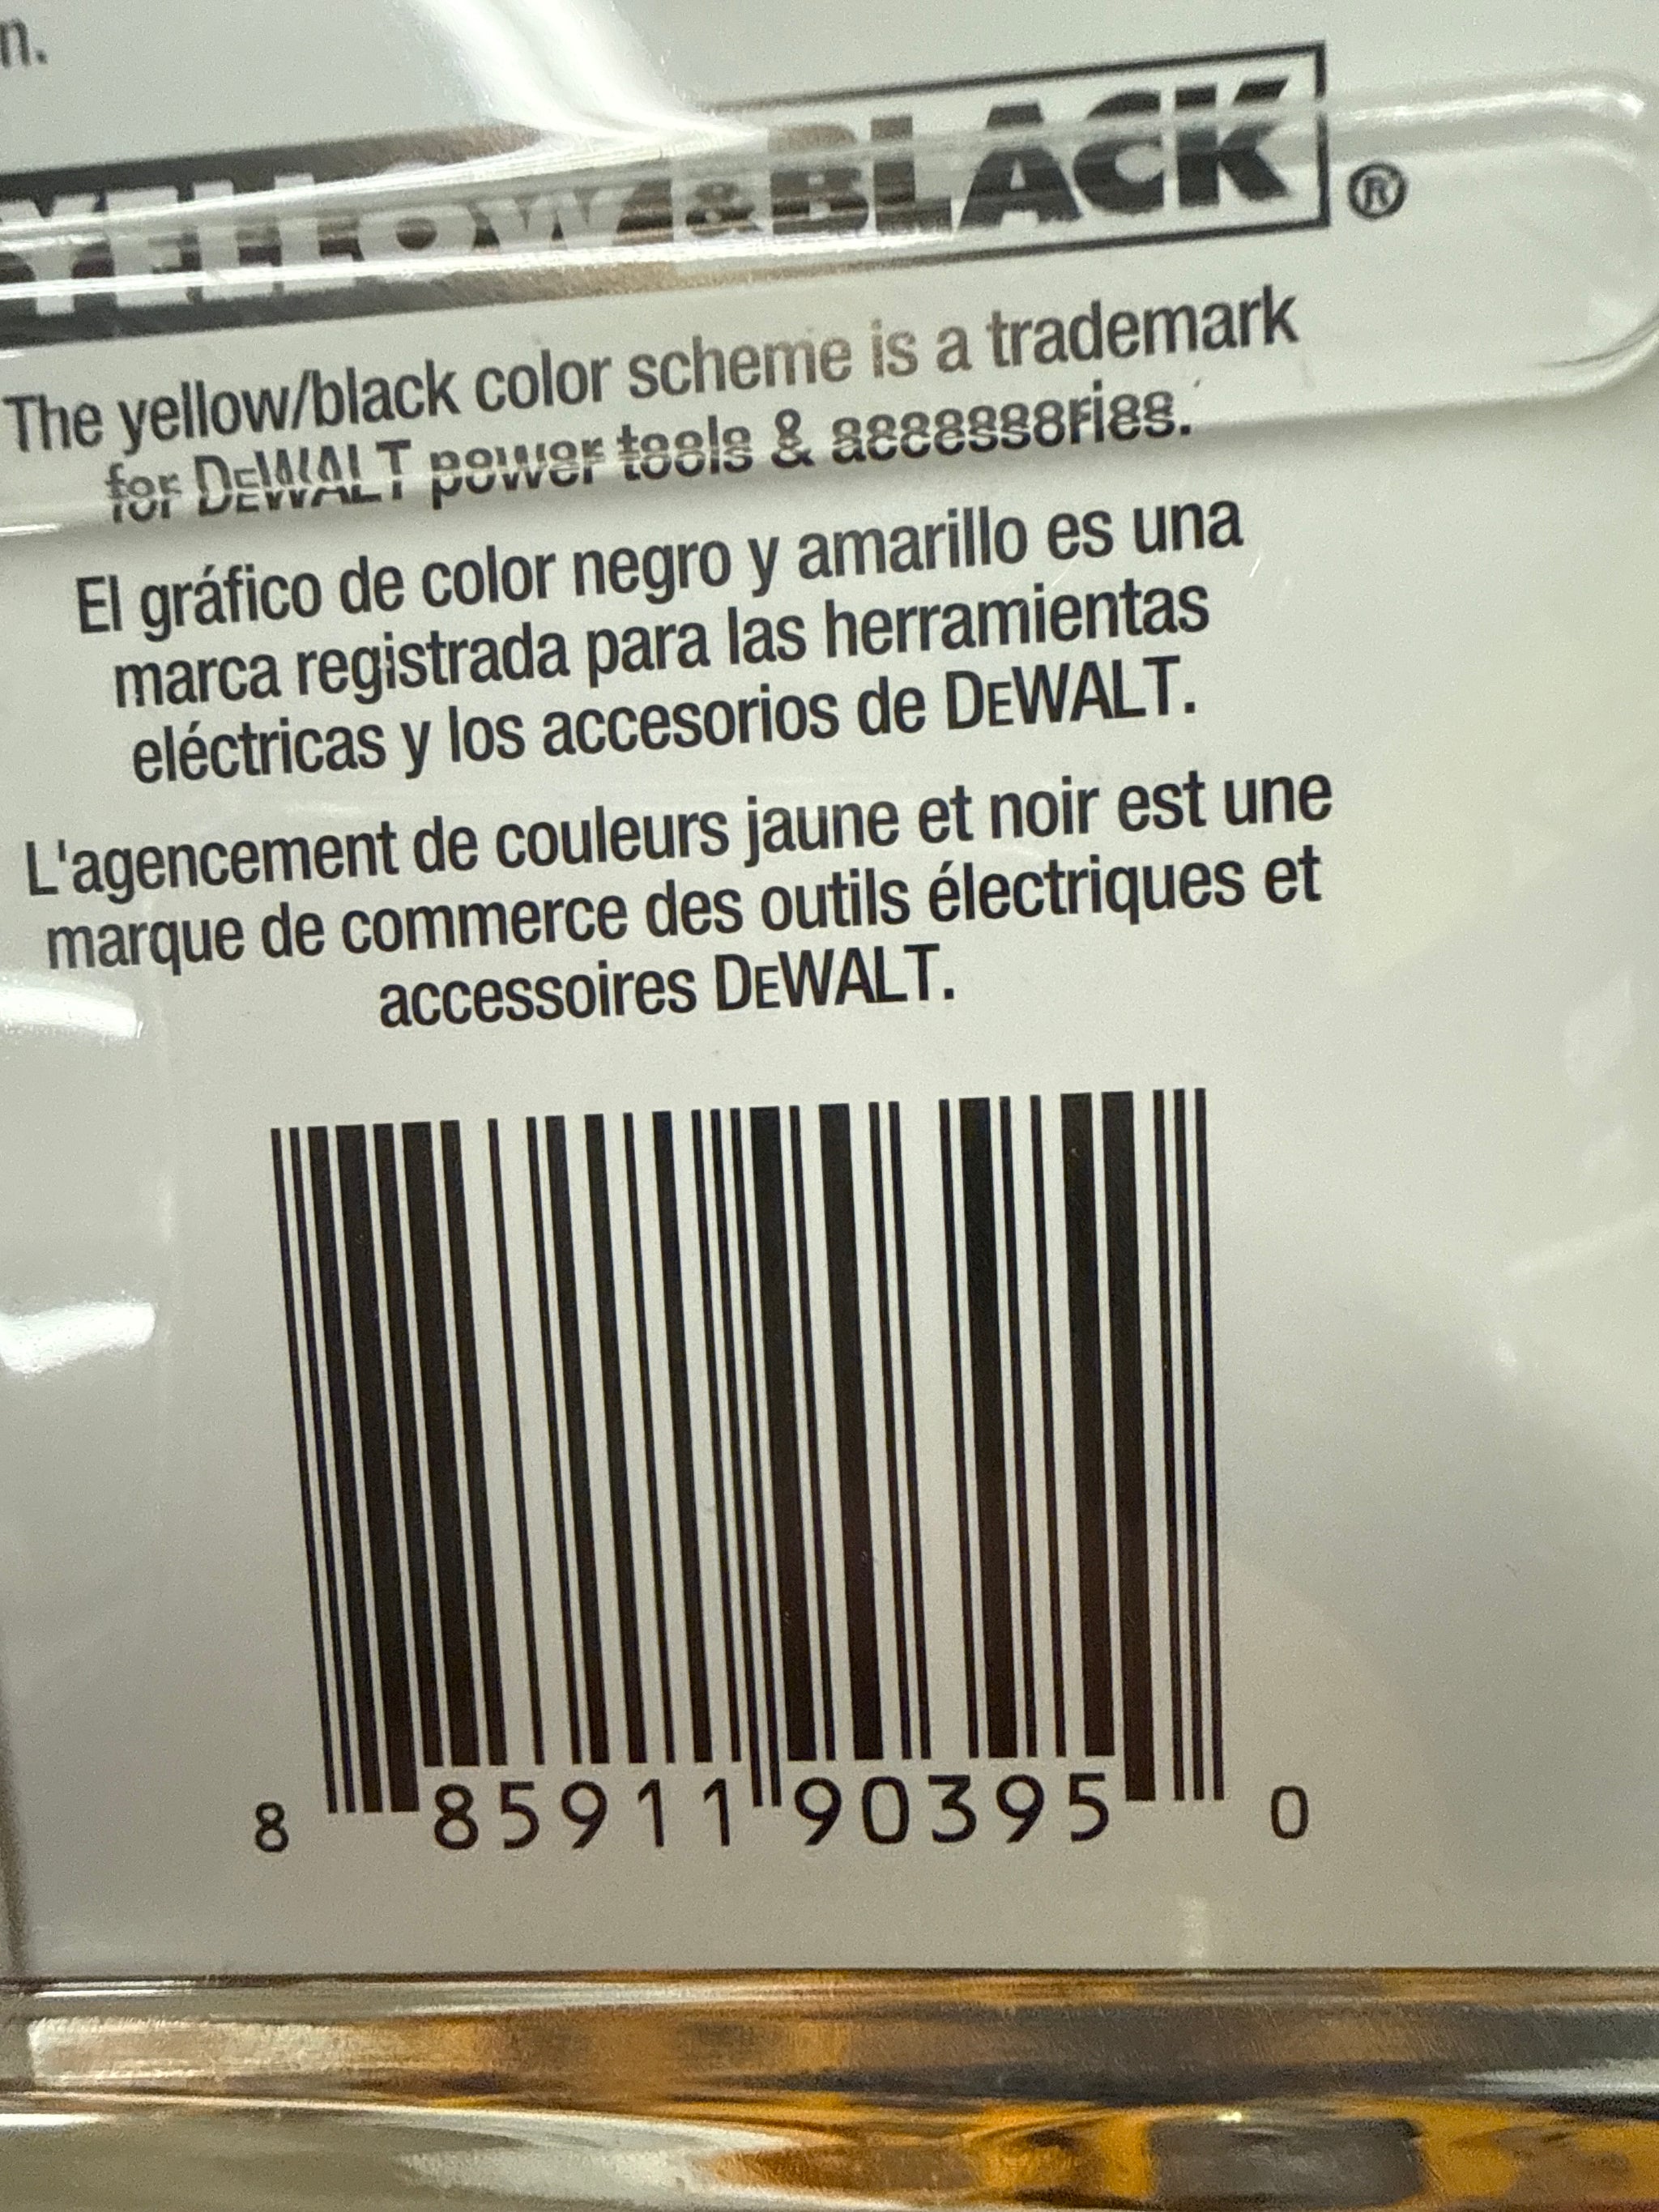 n.
YELLOW&BLACK®
The yellow/black color scheme is a trademark
for DEWALT power tools & accessories.
El gráfico de color negro y amarillo es una
marca registrada para las herramientas
eléctricas y los accesorios de DEWALT.
L'agencement de couleurs jaune et noir est une
marque de commerce des outils électriques et
accessoires DEWALT.
8 85911 90395 0